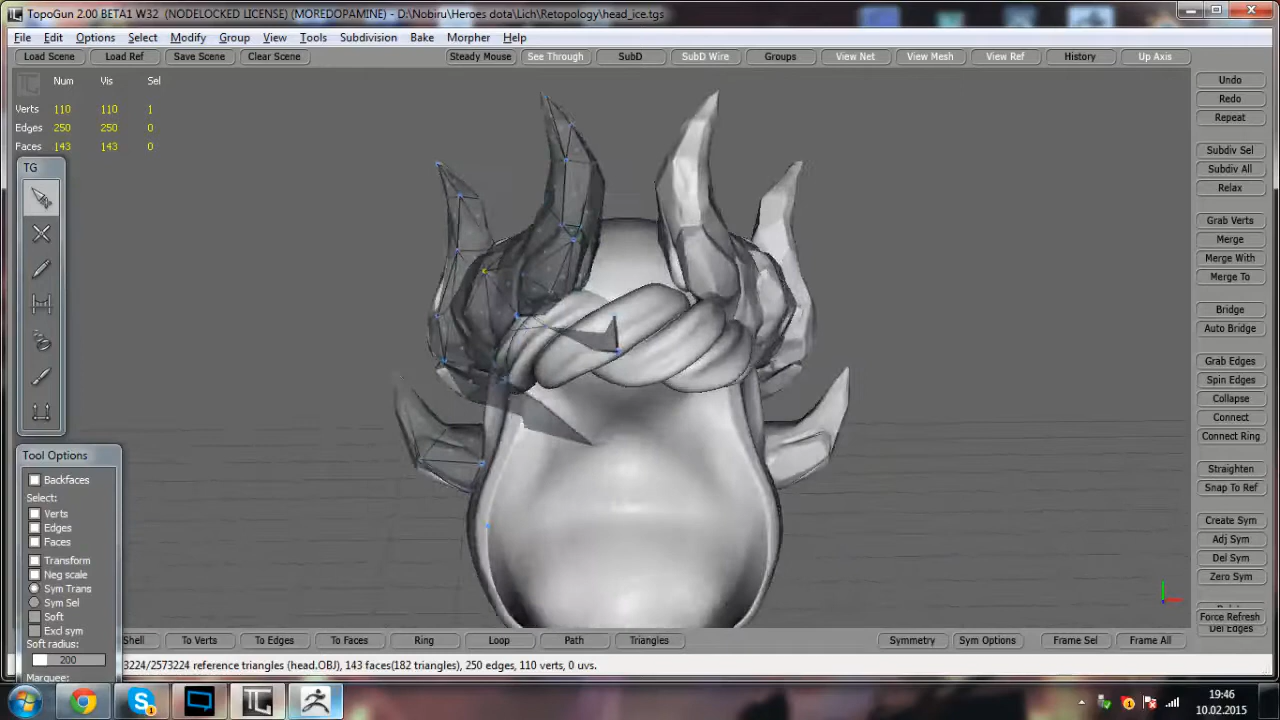 TopoGun 2.00 BETA1 W32 (NODELOCKED LICENSE) (MOREDOPAMINE) - D:\Nobiru\Heroes dota\Lich\Retopology\head_ice.tgs
File Edit Options Select Modify Group View Tools Subdivision Bake Morpher Help
Load Scene Load Ref Save Scene Clear Scene Steady Mouse See Through SubD SubD Wire Groups View Net View Mesh View Ref History Up Axis
Num Vis Sel
Verts: 110 110 1
Edges: 250 250 0
Faces: 143 143 0
TG
Tool Options
Backfaces
Select:
Verts
Edges
Faces
Transform
Neg scale
Sym Trans
Sym Sel
Soft
Excl sym
Soft radius:
200
Marquee:
Undo
Redo
Repeat
Subdiv Sel
Subdiv All
Relax
Grab Verts
Merge
Merge With
Merge To
Bridge
Auto Bridge
Grab Edges
Spin Edges
Collapse
Connect
Connect Ring
Straighten
Snap To Ref
Create Sym
Adj Sym
Del Sym
Zero Sym
Force Refresh
Del Edges
Shell To Verts To Edges To Faces Ring Loop Path Triangles Symmetry Sym Options Frame Sel Frame All
3224/2573224 reference triangles (head.OBJ), 143 faces(182 triangles), 250 edges, 110 verts, 0 uvs.
19:46
10.02.2015